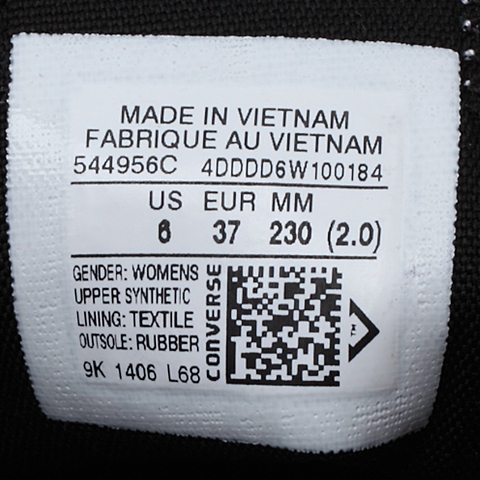 MADE IN VIETNAM
FABRIQUE AU VIETNAM
544956C 4DDDD6W100184
US EUR MM
6 37 230 (2.0)
GENDER: WOMENS
UPPER SYNTHETIC
LINING: TEXTILE
OUTSOLE: RUBBER
9K 1406 L68
CONVERSE
TM